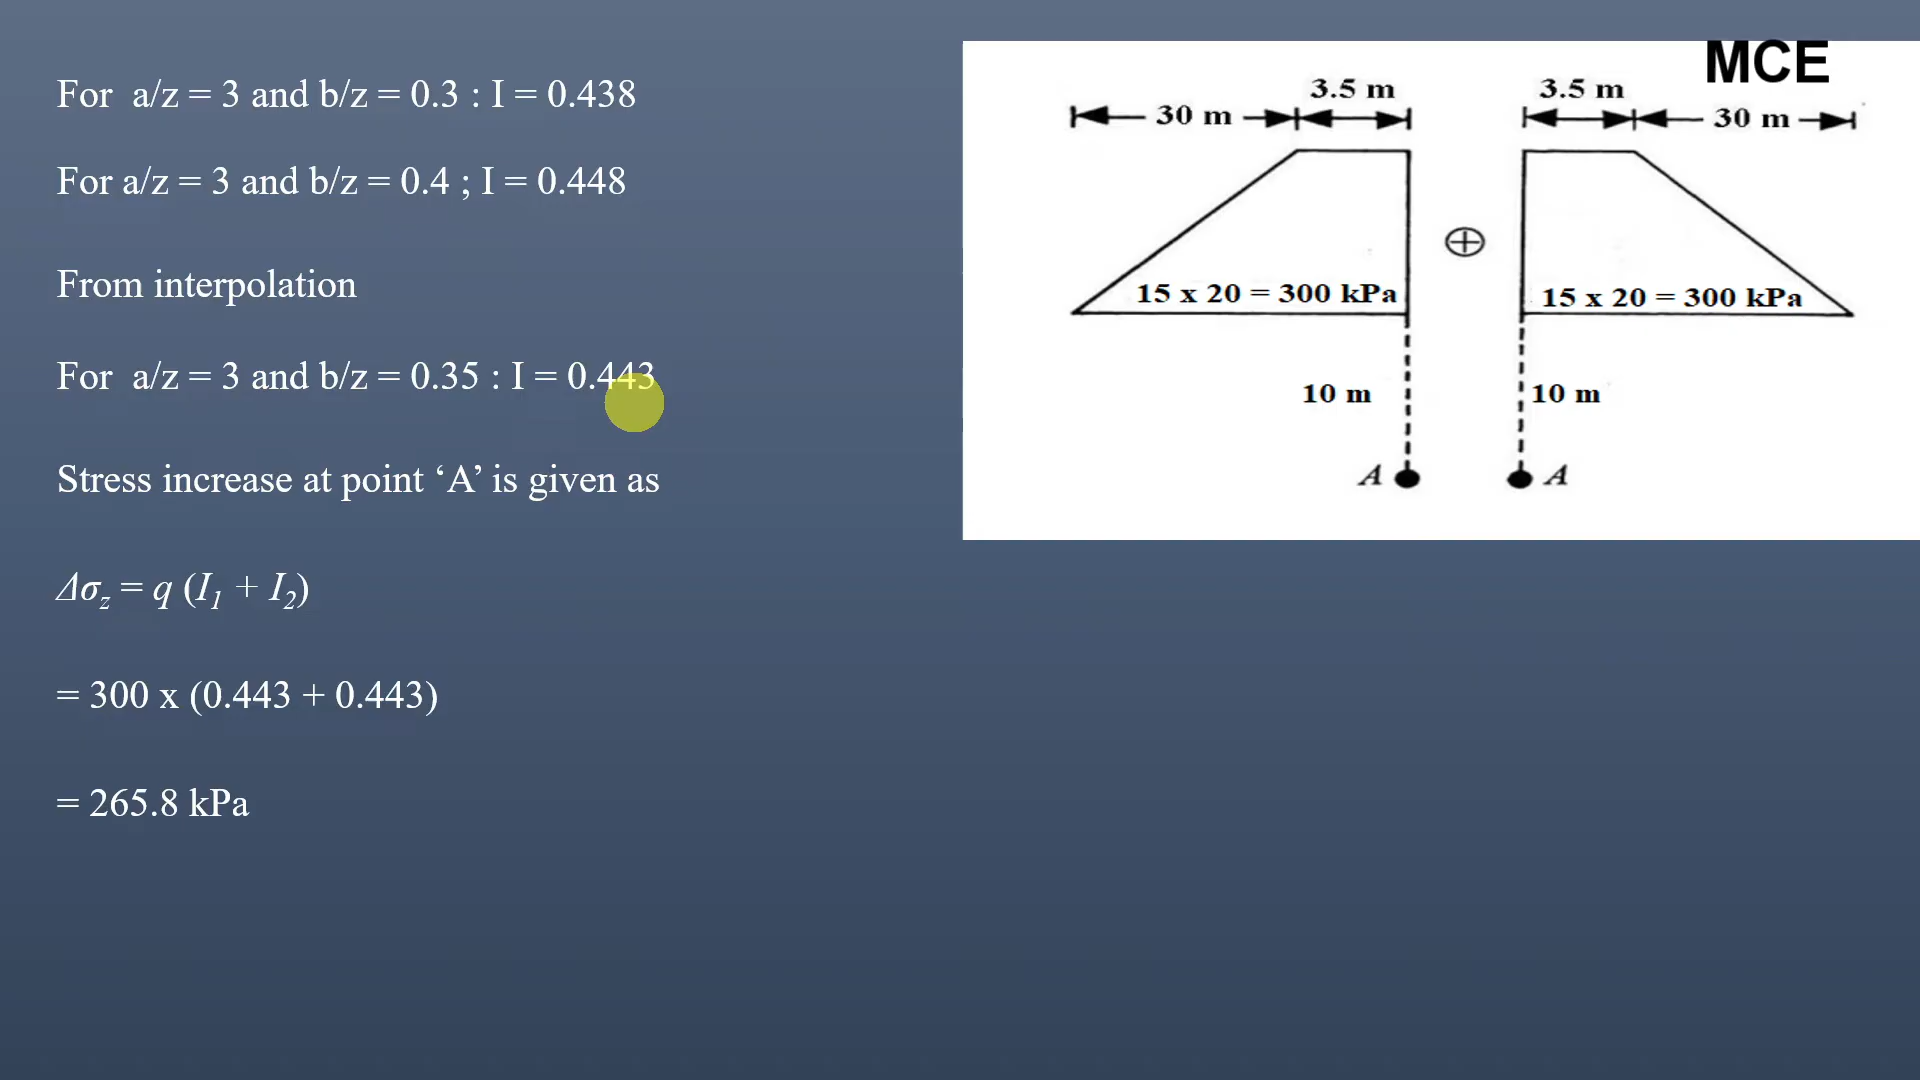 For a/z = 3 and b/z = 0.3 : I = 0.438
For a/z = 3 and b/z = 0.4 ; I = 0.448
From interpolation
For a/z = 3 and b/z = 0.35 : I = 0.443
Stress increase at point ‘A’ is given as
Δσz = q (I1 + I2)
= 300 x (0.443 + 0.443)
= 265.8 kPa
MCE
3.5 m 3.5 m
30 m 30 m
15 x 20 = 300 kPa 15 x 20 = 300 kPa
10 m 10 m
A A